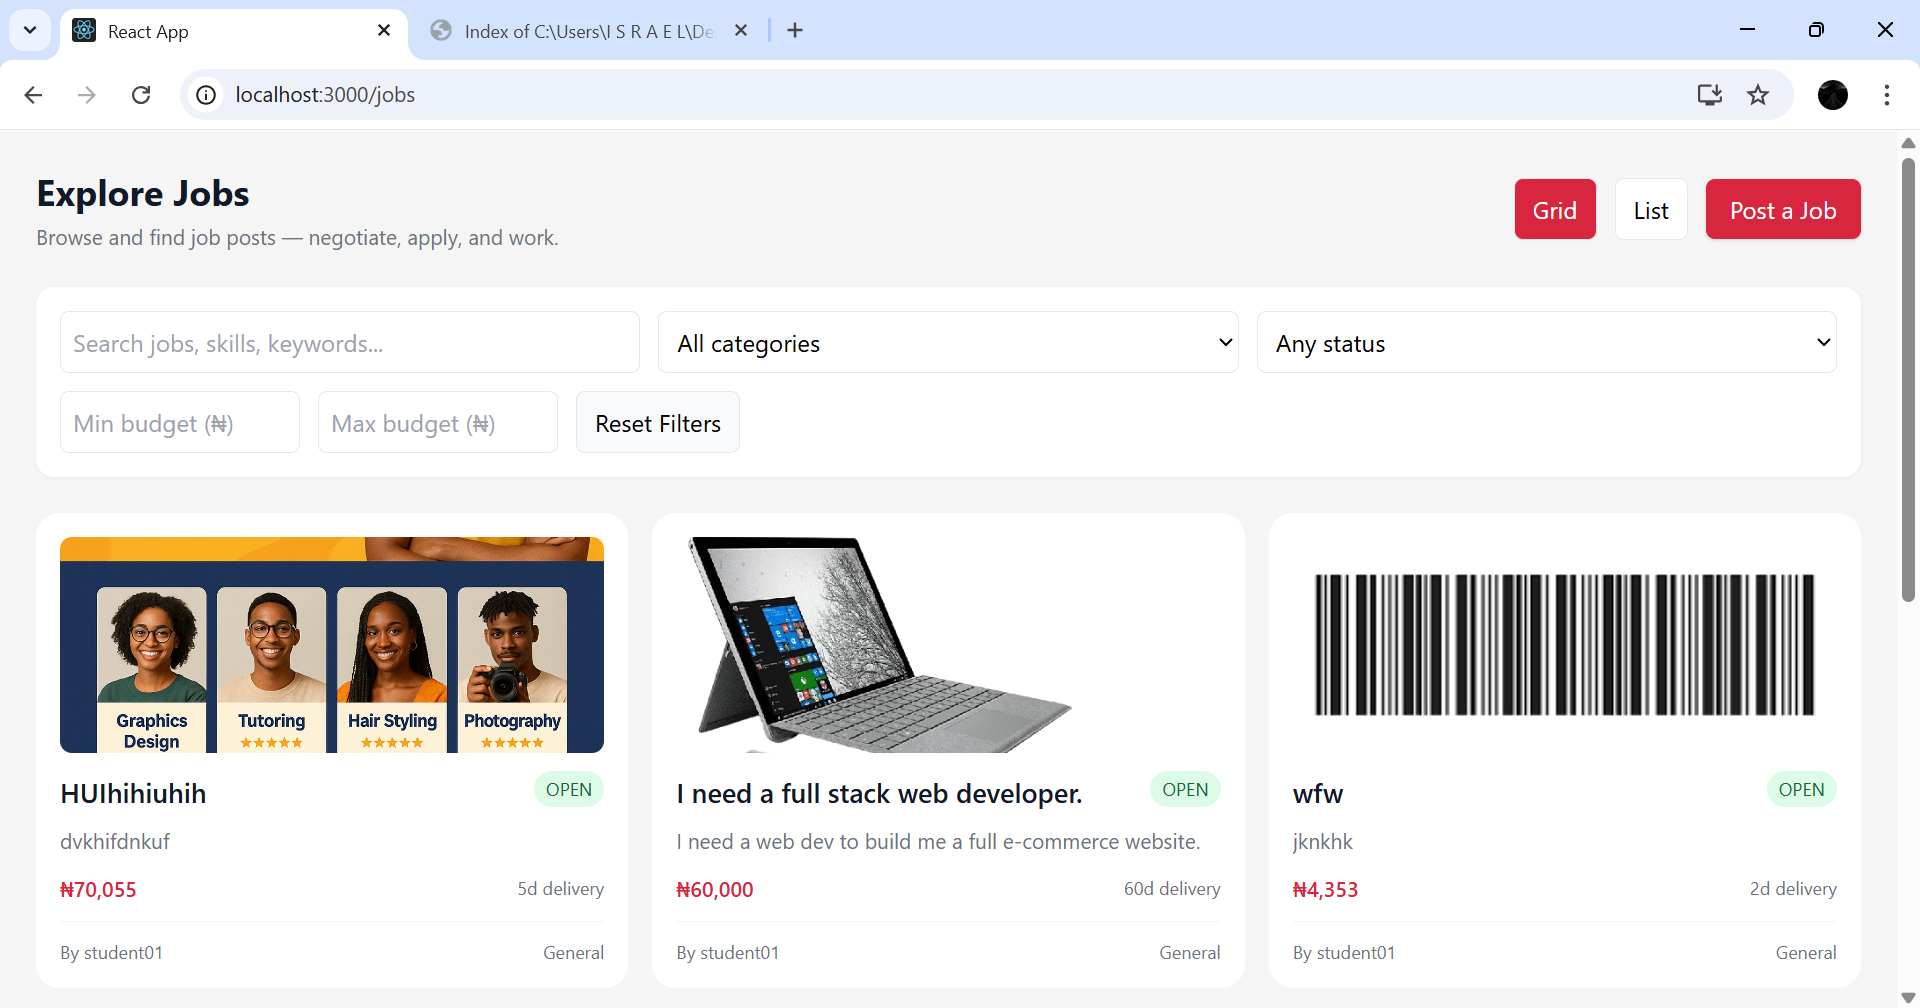 React App
Index of C:\Users\I S R A E L\De
localhost:3000/jobs
Explore Jobs
Browse and find job posts — negotiate, apply, and work.
Grid
List
Post a Job
Search jobs, skills, keywords...
All categories
Any status
Min budget (₦)
Max budget (₦)
Reset Filters
Graphics
Design
Tutoring
Hair Styling
Photography
HUIhihiuhih
OPEN
dvkhifdnkuf
₦70,055
5d delivery
By student01
General
I need a full stack web developer.
OPEN
I need a web dev to build me a full e-commerce website.
₦60,000
60d delivery
By student01
General
wfw
OPEN
jknkhk
₦4,353
2d delivery
By student01
General